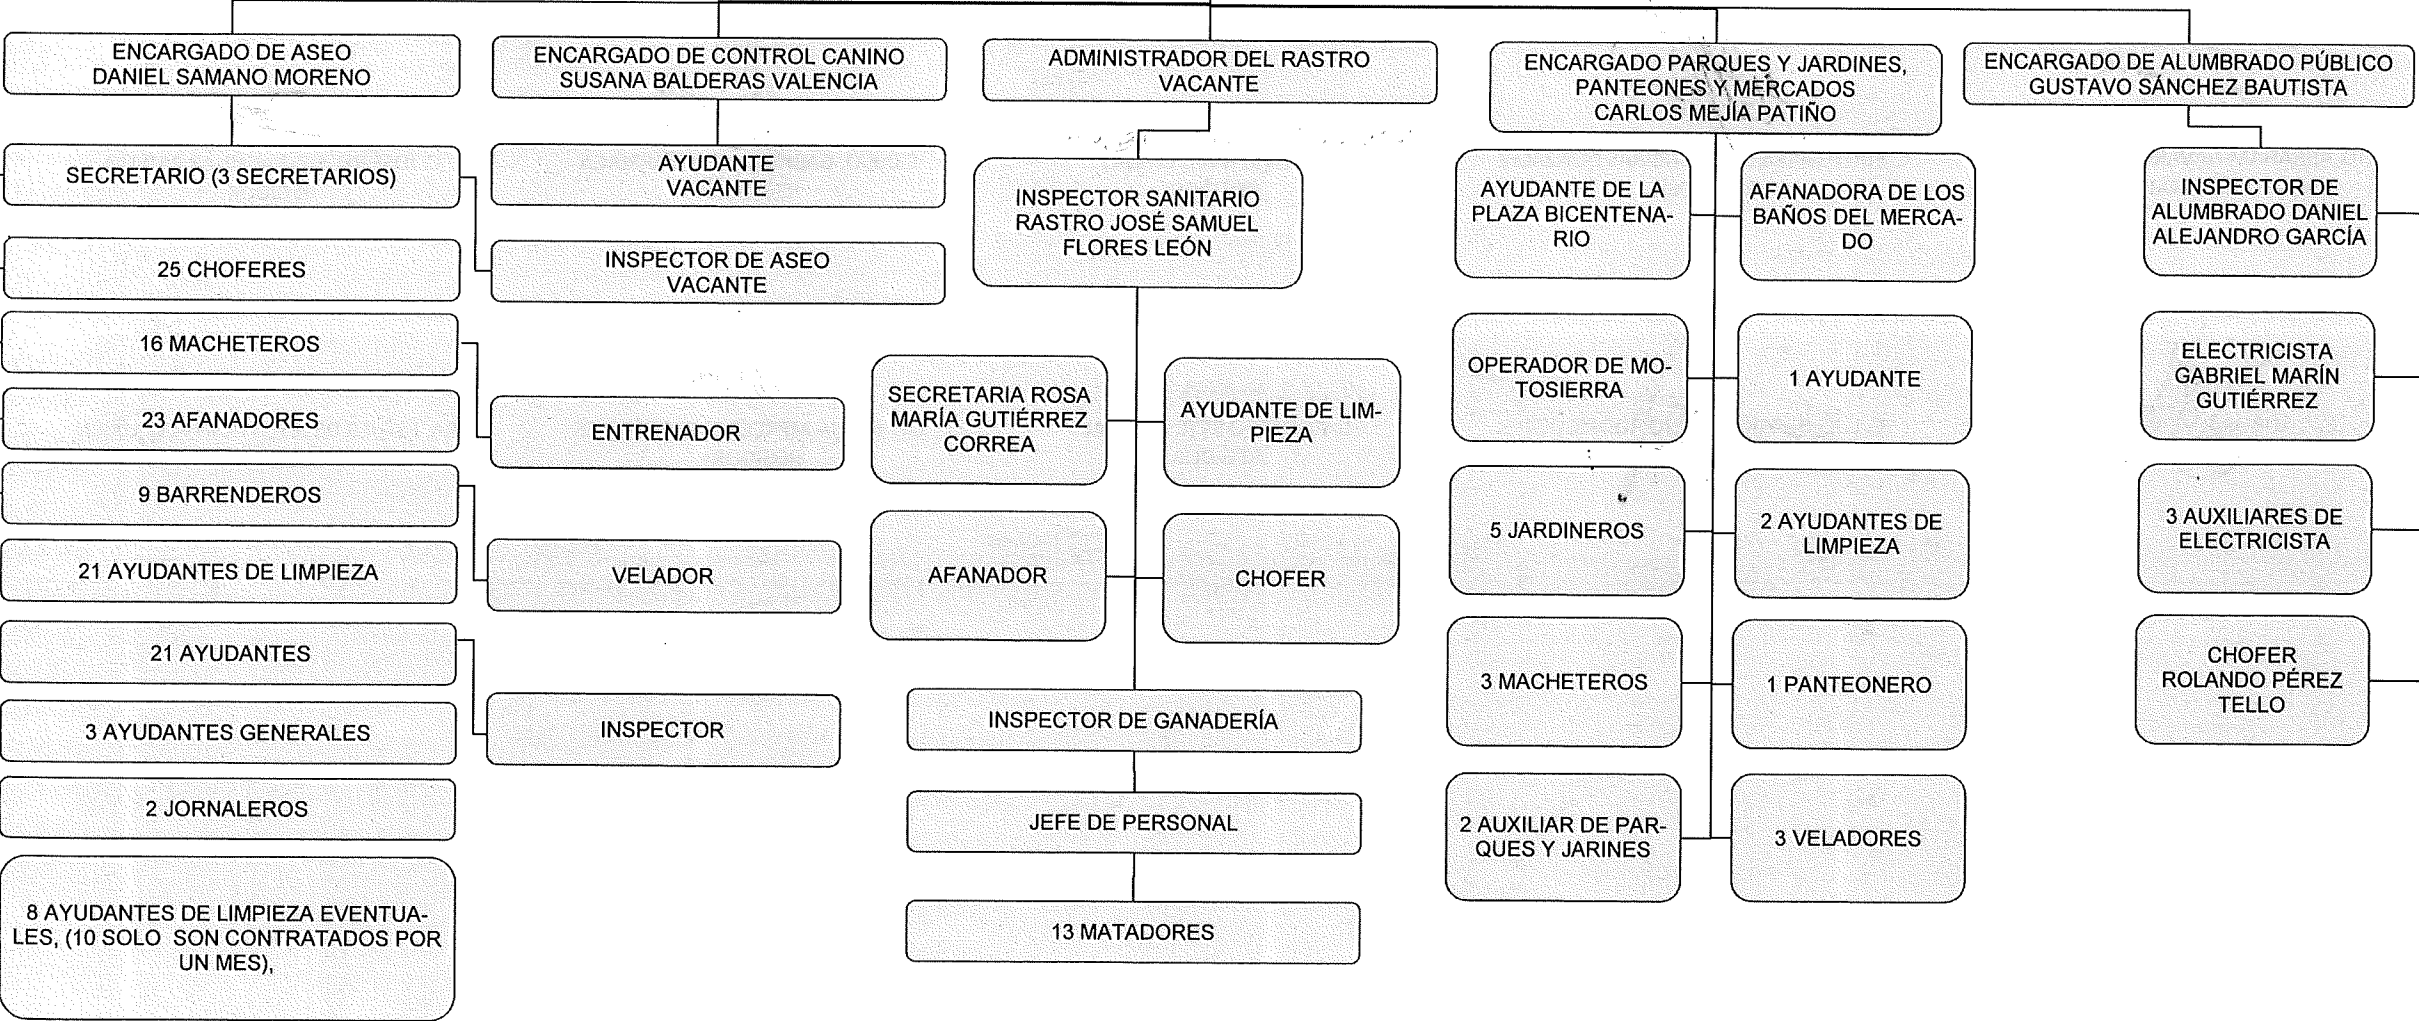 ENCARGADO DE ASEO
DANIEL SAMANO MORENO
ENCARGADO DE CONTROL CANINO
SUSANA BALDERAS VALENCIA
ADMINISTRADOR DEL RASTRO
VACANTE
ENCARGADO PARQUES Y JARDINES,
PANTEONES Y MERCADOS
CARLOS MEJÍA PATIÑO
ENCARGADO DE ALUMBRADO PÚBLICO
GUSTAVO SÁNCHEZ BAUTISTA
SECRETARIO (3 SECRETARIOS)
25 CHOFERES
16 MACHETEROS
23 AFANADORES
9 BARRENDEROS
21 AYUDANTES DE LIMPIEZA
21 AYUDANTES
3 AYUDANTES GENERALES
2 JORNALEROS
8 AYUDANTES DE LIMPIEZA EVENTUA-
LES, (10 SOLO SON CONTRATADOS POR
UN MES),
AYUDANTE
VACANTE
INSPECTOR DE ASEO
VACANTE
ENTRENADOR
VELADOR
INSPECTOR
INSPECTOR SANITARIO
RASTRO JOSÉ SAMUEL
FLORES LEÓN
SECRETARIA ROSA
MARÍA GUTIÉRREZ
CORREA
AYUDANTE DE LIM-
PIEZA
AFANADOR
CHOFER
INSPECTOR DE GANADERÍA
JEFE DE PERSONAL
13 MATADORES
AYUDANTE DE LA
PLAZA BICENTENA-
RIO
AFANADORA DE LOS
BAÑOS DEL MERCA-
DO
OPERADOR DE MO-
TOSIERRA
1 AYUDANTE
5 JARDINEROS
2 AYUDANTES DE
LIMPIEZA
3 MACHETEROS
1 PANTEONERO
2 AUXILIAR DE PAR-
QUES Y JARINES
3 VELADORES
INSPECTOR DE
ALUMBRADO DANIEL
ALEJANDRO GARCÍA
ELECTRICISTA
GABRIEL MARÍN
GUTIÉRREZ
3 AUXILIARES DE
ELECTRICISTA
CHOFER
ROLANDO PÉREZ
TELLO